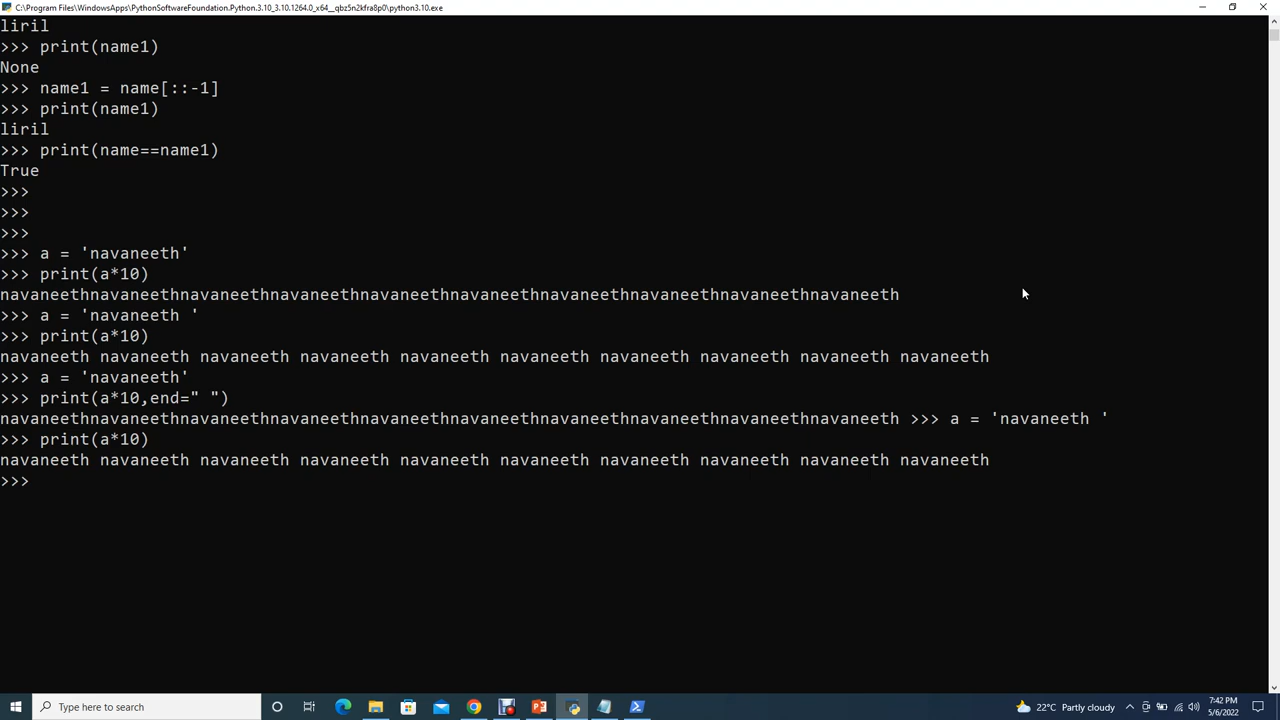 C:\Program Files\WindowsApps\PythonSoftwareFoundation.Python.3.10_3.10.1264.0_x64__qbz5n2kfra8p0\python3.10.exe
liril
>>> print(name1)
None
>>> name1 = name[::-1]
>>> print(name1)
liril
>>> print(name==name1)
True
>>>
>>>
>>>
>>> a = 'navaneeth'
>>> print(a*10)
navaneethnavaneethnavaneethnavaneethnavaneethnavaneethnavaneethnavaneethnavaneethnavaneeth
>>> a = 'navaneeth '
>>> print(a*10)
navaneeth navaneeth navaneeth navaneeth navaneeth navaneeth navaneeth navaneeth navaneeth navaneeth
>>> a = 'navaneeth'
>>> print(a*10,end=" ")
navaneethnavaneethnavaneethnavaneethnavaneethnavaneethnavaneethnavaneethnavaneethnavaneeth >>> a = 'navaneeth '
>>> print(a*10)
navaneeth navaneeth navaneeth navaneeth navaneeth navaneeth navaneeth navaneeth navaneeth navaneeth
>>>
Type here to search
22°C Partly cloudy
7:42 PM
5/6/2022